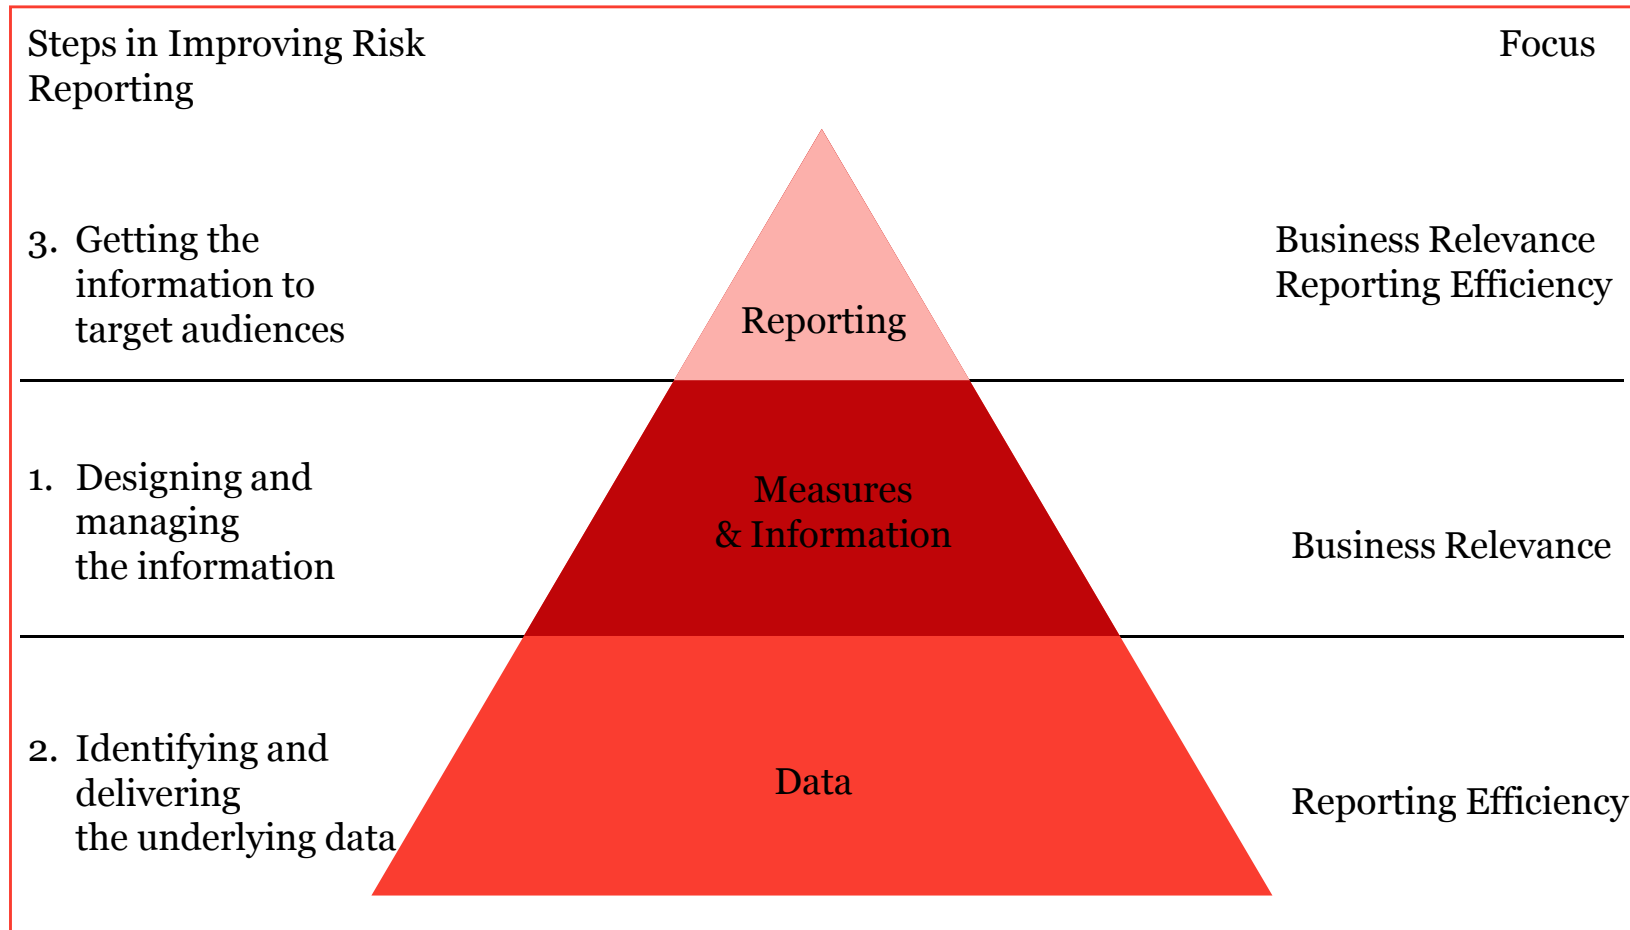 Steps in Improving Risk
Reporting
Focus
3. Getting the
information to
target audiences
Reporting
Business Relevance
Reporting Efficiency
1. Designing and
managing
the information
Measures
& Information
Business Relevance
2. Identifying and
delivering
the underlying data
Data
Reporting Efficiency